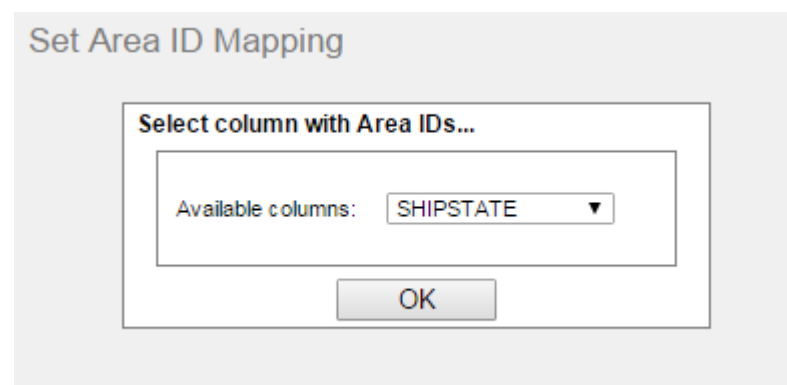 Set Area ID Mapping
Select column with Area IDs...
Available columns: SHIPSTATE ▼
OK